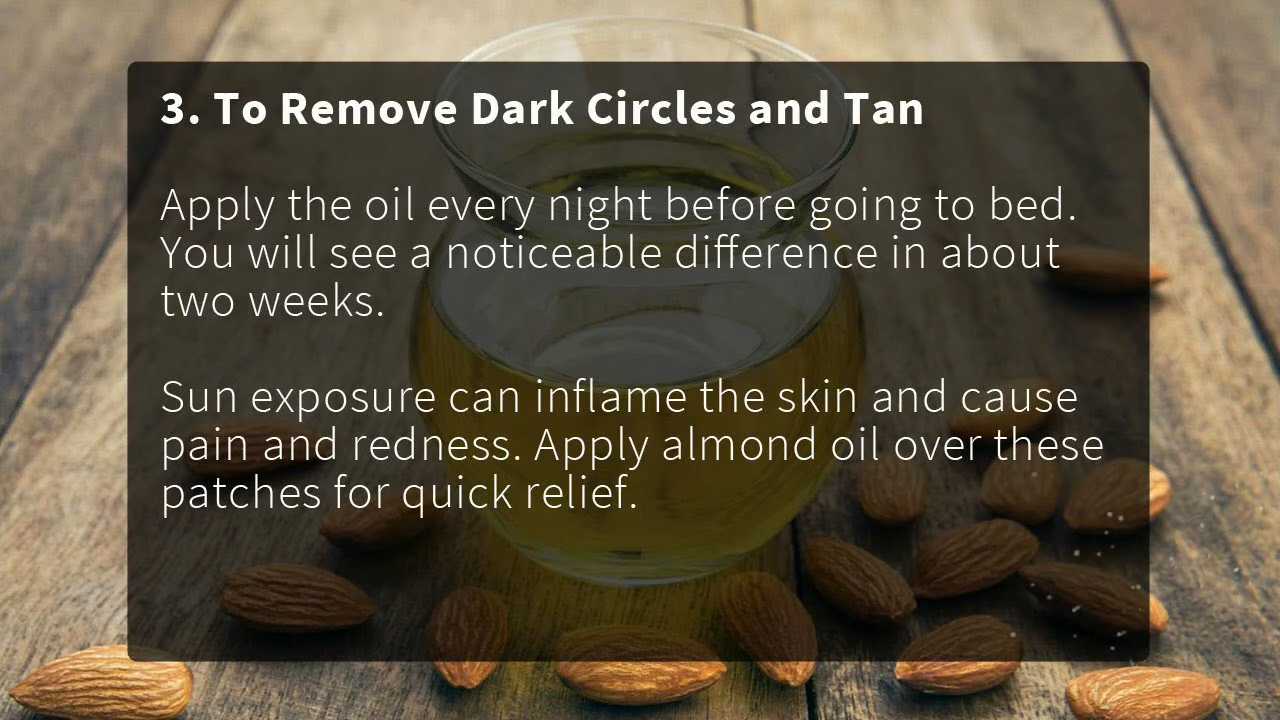 3. To Remove Dark Circles and Tan
Apply the oil every night before going to bed.
You will see a noticeable difference in about
two weeks.
Sun exposure can inflame the skin and cause
pain and redness. Apply almond oil over these
patches for quick relief.